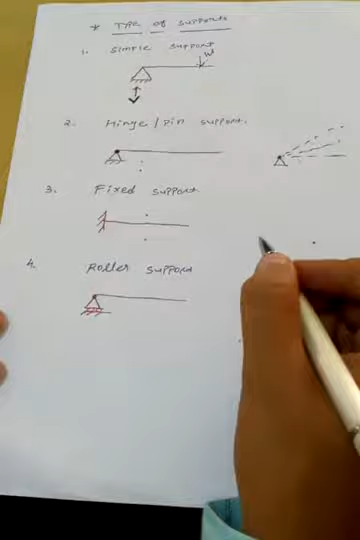 * TYPE OF SUPPORTS
1. Simple support
W
2. Hinge/Pin support.
3. Fixed support
4. Roller support